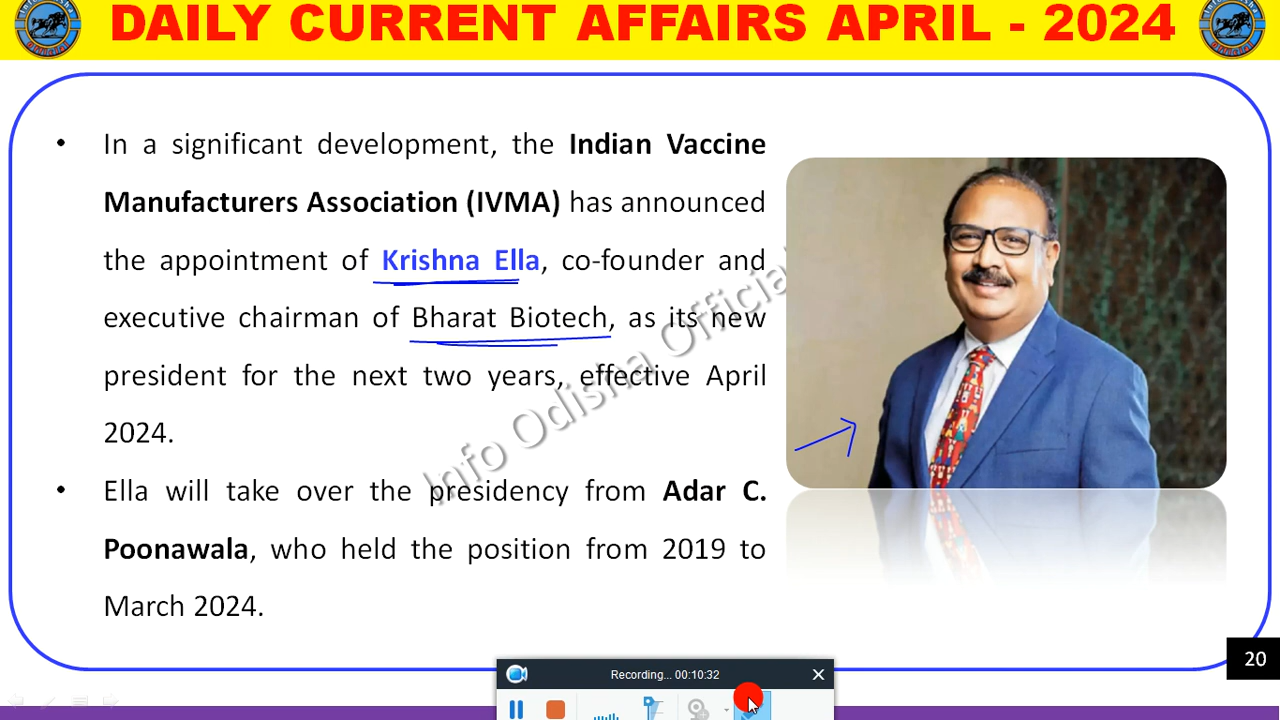 DAILY CURRENT AFFAIRS APRIL - 2024
• In a significant development, the Indian Vaccine
Manufacturers Association (IVMA) has announced
the appointment of Krishna Ella, co-founder and
executive chairman of Bharat Biotech, as its new
president for the next two years, effective April
2024.
• Ella will take over the presidency from Adar C.
Poonawala, who held the position from 2019 to
March 2024.
Info Odisha Official
20
Recording... 00:10:32